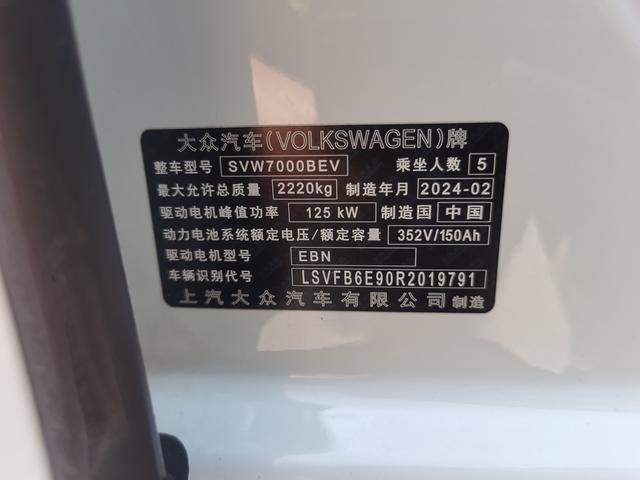 大众汽车(VOLKSWAGEN)牌
整车型号 SVW7000BEV 乘坐人数 5
最大允许总质量 2220kg 制造年月 2024-02
驱动电机峰值功率 125 kW 制造国 中国
动力电池系统额定电压/额定容量 352V/150Ah
驱动电机型号 EBN
车辆识别代号 LSVFB6E90R2019791
上汽大众汽车有限公司 制造